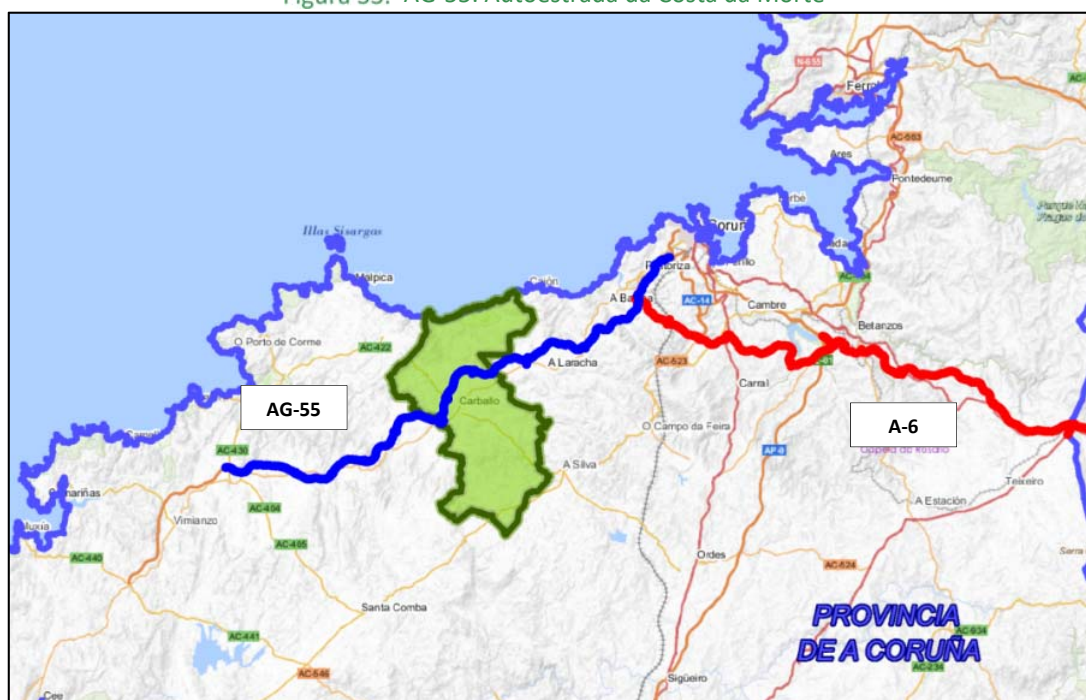 AG-55. Autoestrada da Costa da Morte
N-655
Ferrol
AC-563
Ares
Pontedeume
Illas Sisargas
Malpica
Caión
AC-14
Cambre
Betanzos
O Porto de Corme
AC-422
A Laracha
AC-523
Carral
AG-55
Carballo
A-6
O Campo da Feira
AP-9
AC-430
A Silva
Teixeiro
A Estación
Camariñas
Vimianzo
AC-404
Muxía
AC-405
AC-440
Ordes
AC-524
Santa Comba
PROVINCIA
DE A CORUÑA
AC-441
AC-934
AC-546
AC-238
Sigüeiro
Cee